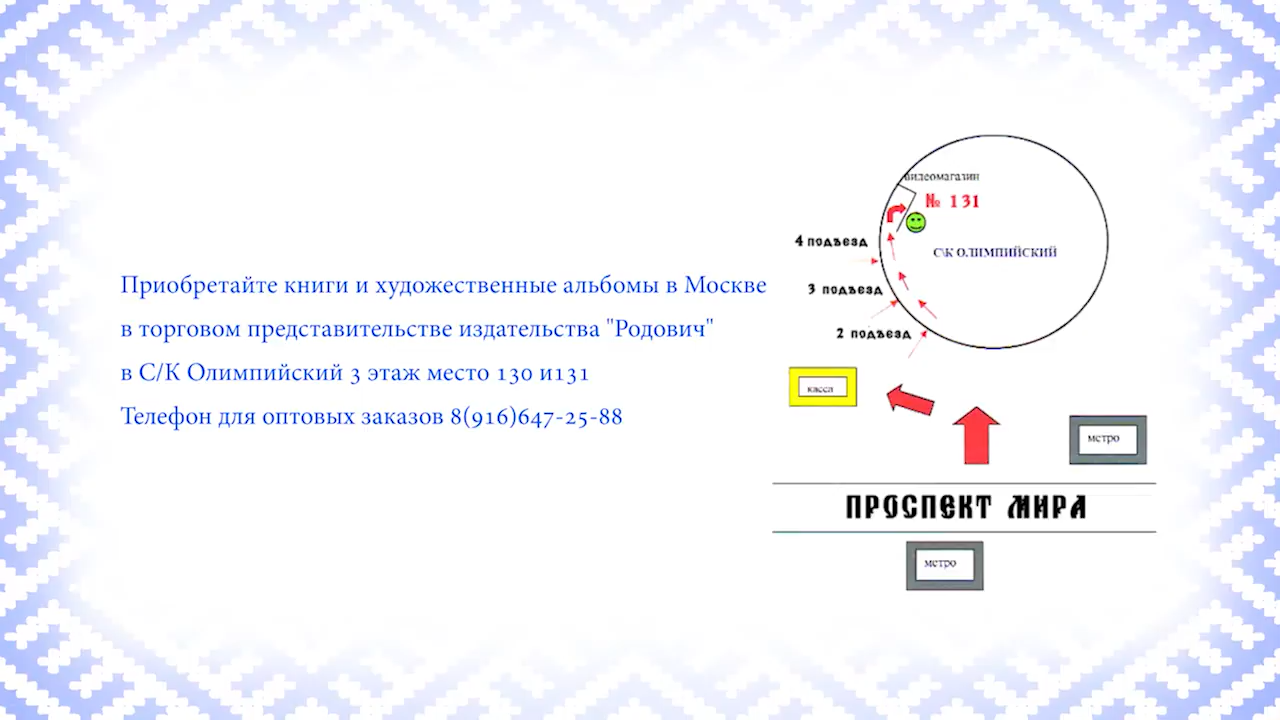 Приобретайте книги и художественные альбомы в Москве
в торговом представительстве издательства "Родович"
в С/К Олимпийский 3 этаж место 130 и131
Телефон для оптовых заказов 8(916)647-25-88
видеомагазин
№ 131
4 подъезд
С\К ОЛИМПИЙСКИЙ
3 подъезд
2 подъезд
касса
метро
ПРОСПЕКТ МИРА
метро